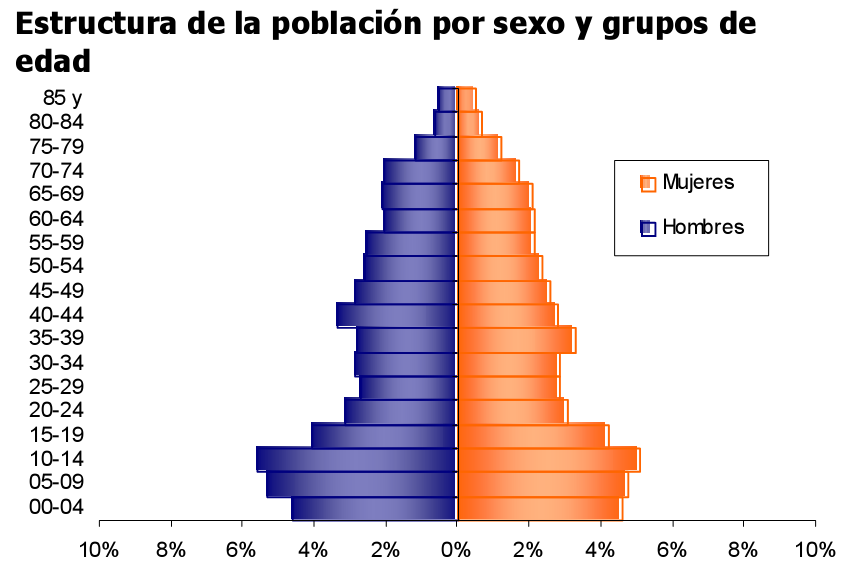 Estructura de la población por sexo y grupos de
edad
85 y
80-84
75-79
70-74
65-69
60-64
55-59
50-54
45-49
40-44
35-39
30-34
25-29
20-24
15-19
10-14
05-09
00-04
Mujeres
Hombres
10% 8% 6% 4% 2% 0% 2% 4% 6% 8% 10%